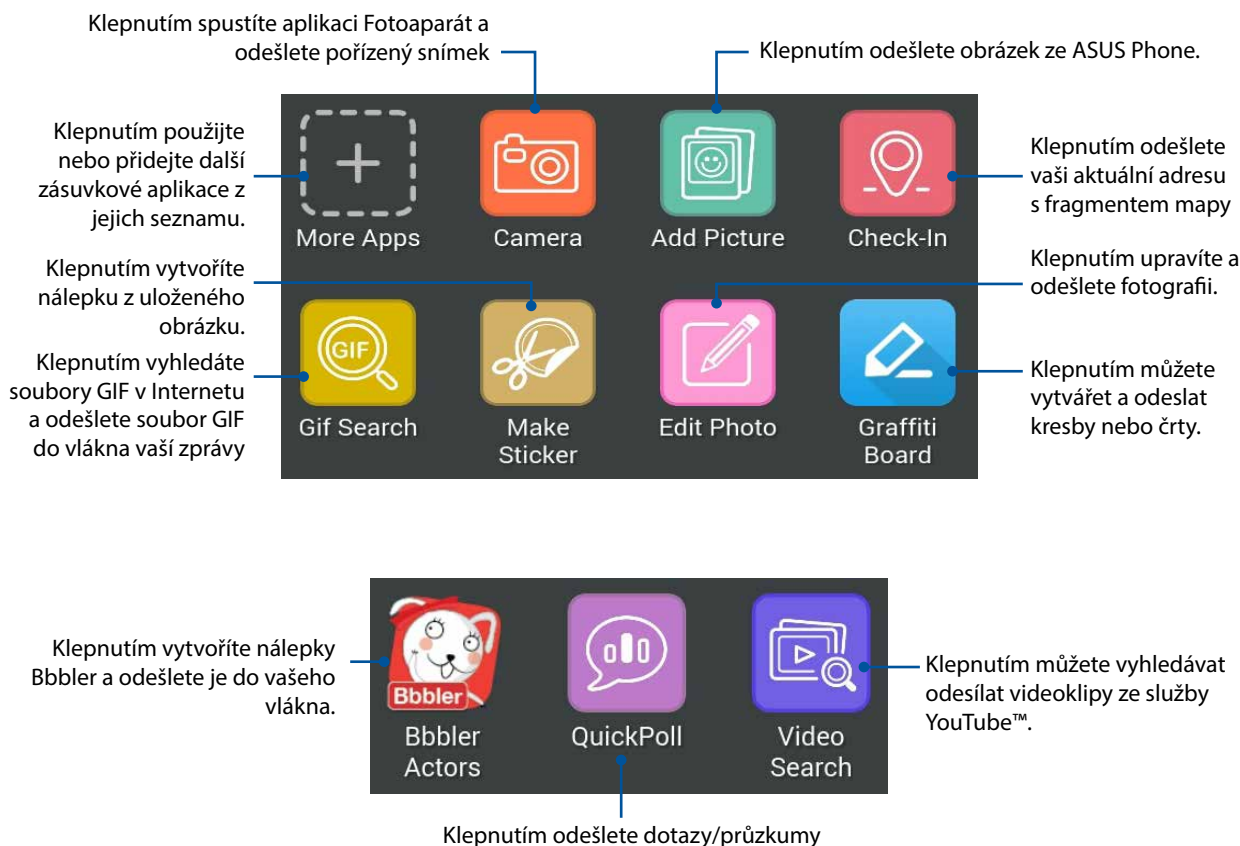 Klepnutím spustíte aplikaci Fotoaparát a
odešlete pořízený snímek
Klepnutím odešlete obrázek ze ASUS Phone.
Klepnutím použijte
nebo přidejte další
zásuvkové aplikace z
jejich seznamu.
Klepnutím odešlete
vaši aktuální adresu
s fragmentem mapy
More Apps
Camera
Add Picture
Check-In
Klepnutím vytvoříte
nálepku z uloženého
obrázku.
Klepnutím upravíte a
odešlete fotografii.
GIF
Klepnutím vyhledáte
soubory GIF v Internetu
a odešlete soubor GIF
do vlákna vaší zprávy
Klepnutím můžete
vytvářet a odeslat
kresby nebo črty.
Gif Search
Make
Sticker
Edit Photo
Graffiti
Board
Klepnutím vytvoříte nálepky
Bbbler a odešlete je do vašeho
vlákna.
Bbbler
Klepnutím můžete vyhledávat
odesílat videoklipy ze služby
YouTube™.
Bbbler
Actors
QuickPoll
Video
Search
Klepnutím odešlete dotazy/průzkumy